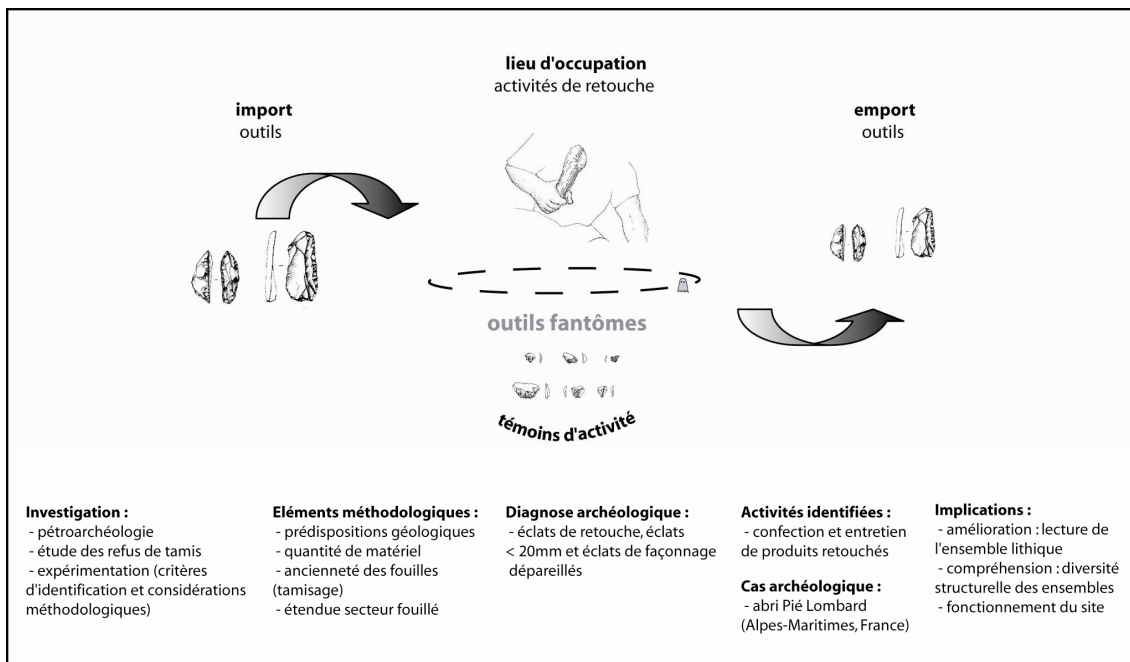 lieu d'occupation
activités de retouche
import
outils
emport
outils
outils fantômes
témoins d'activité
Investigation :
- pétroarchéologie
- étude des refus de tamis
- expérimentation (critères
d'identification et considérations
méthodologiques)
Eléments méthodologiques :
- prédispositions géologiques
- quantité de matériel
- ancienneté des fouilles
(tamisage)
- étendue secteur fouillé
Diagnose archéologique :
- éclats de retouche, éclats
< 20mm et éclats de façonnage
dépareillés
Activités identifiées :
- confection et entretien
de produits retouchés
Cas archéologique :
- abri Pié Lombard
(Alpes-Maritimes, France)
Implications :
- amélioration : lecture de
l'ensemble lithique
- compréhension : diversité
structurelle des ensembles
- fonctionnement du site